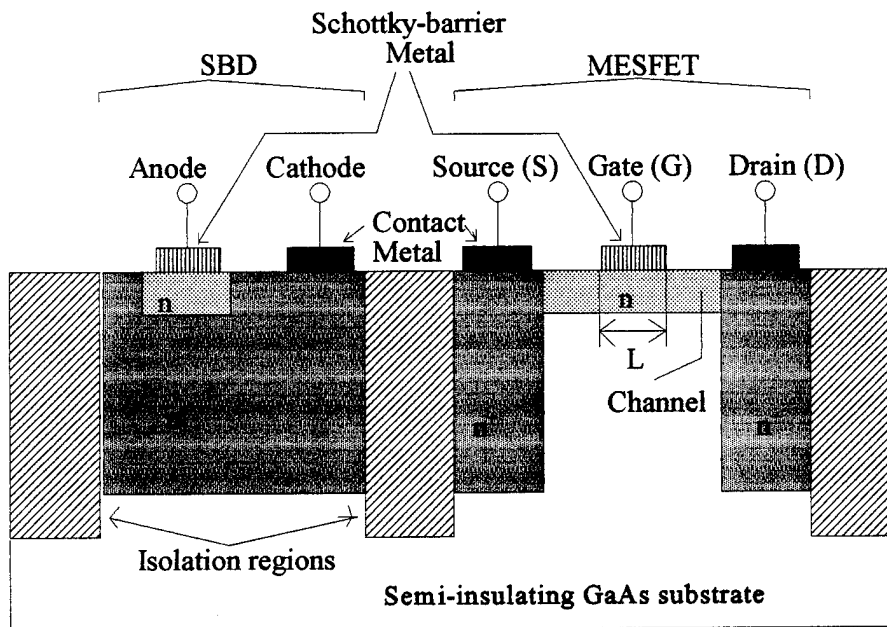 Schottky-barrier
Metal
SBD
MESFET
Anode
Cathode
Source (S)
Gate (G)
Drain (D)
Contact
Metal
n
n
L
Channel
n
n
Isolation regions
Semi-insulating GaAs substrate